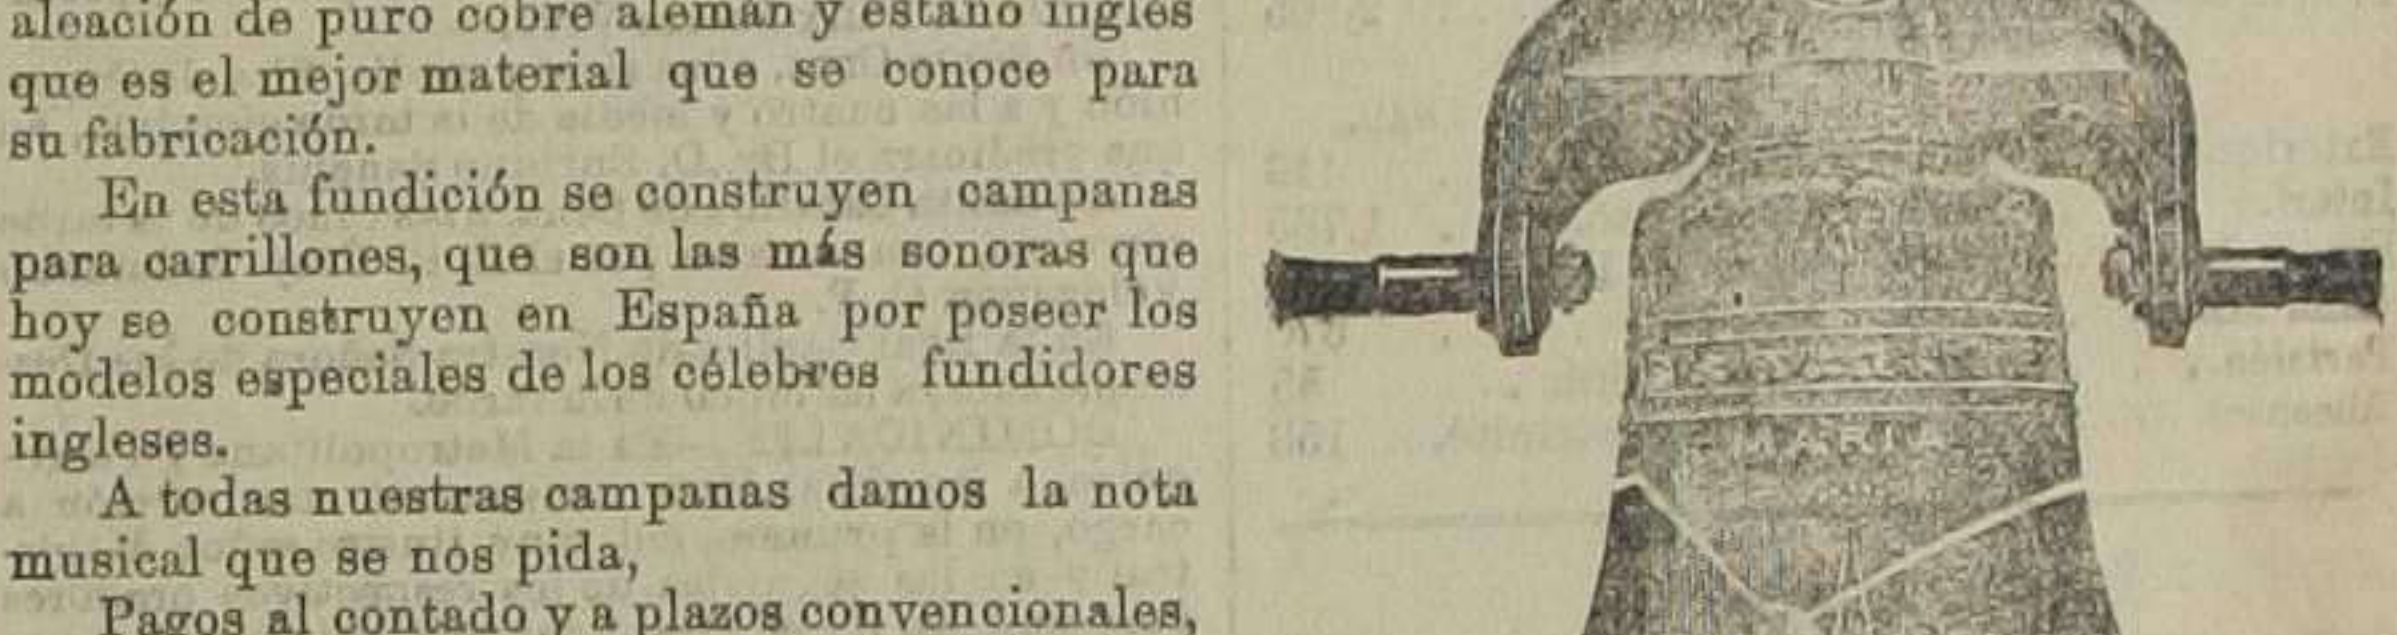 aleación de puro cobre alemán y estaño inglés
que es el mejor material que se conoce para
su fabricación.
En esta fundición se construyen campanas
para carrillones, que son las más sonoras que
hoy se construyen en España por poseer los
modelos especiales de los célebres fundidores
ingleses.
A todas nuestras campanas damos la nota
musical que se nos pida,
Pagos al contado y a plazos convencionales,
MARIA